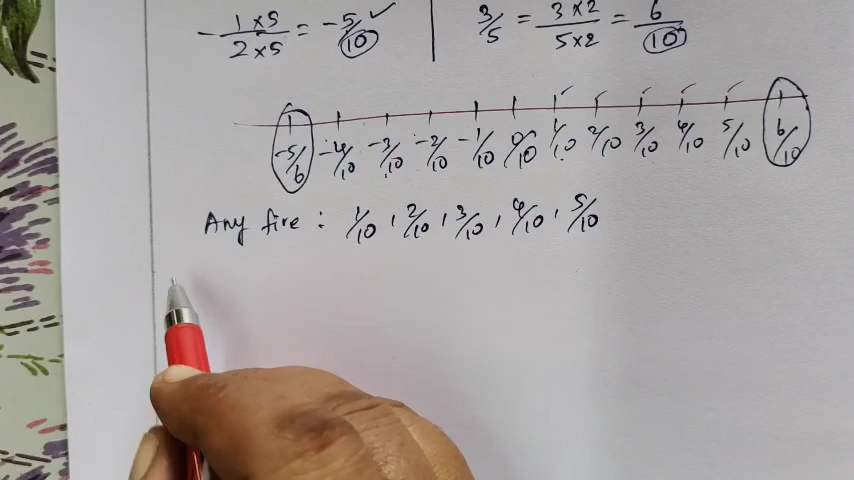 - 1 x 5 / 2 x 5 = -5/10 ✓ 3/5 = 3 x 2 / 5 x 2 = 6/10
-5/6 -4/10 -3/10 -2/10 -1/10 0/10 1/10 2/10 3/10 4/10 5/10 6/10
Any five : 1/10 , 2/10 , 3/10 , 4/10 , 5/10